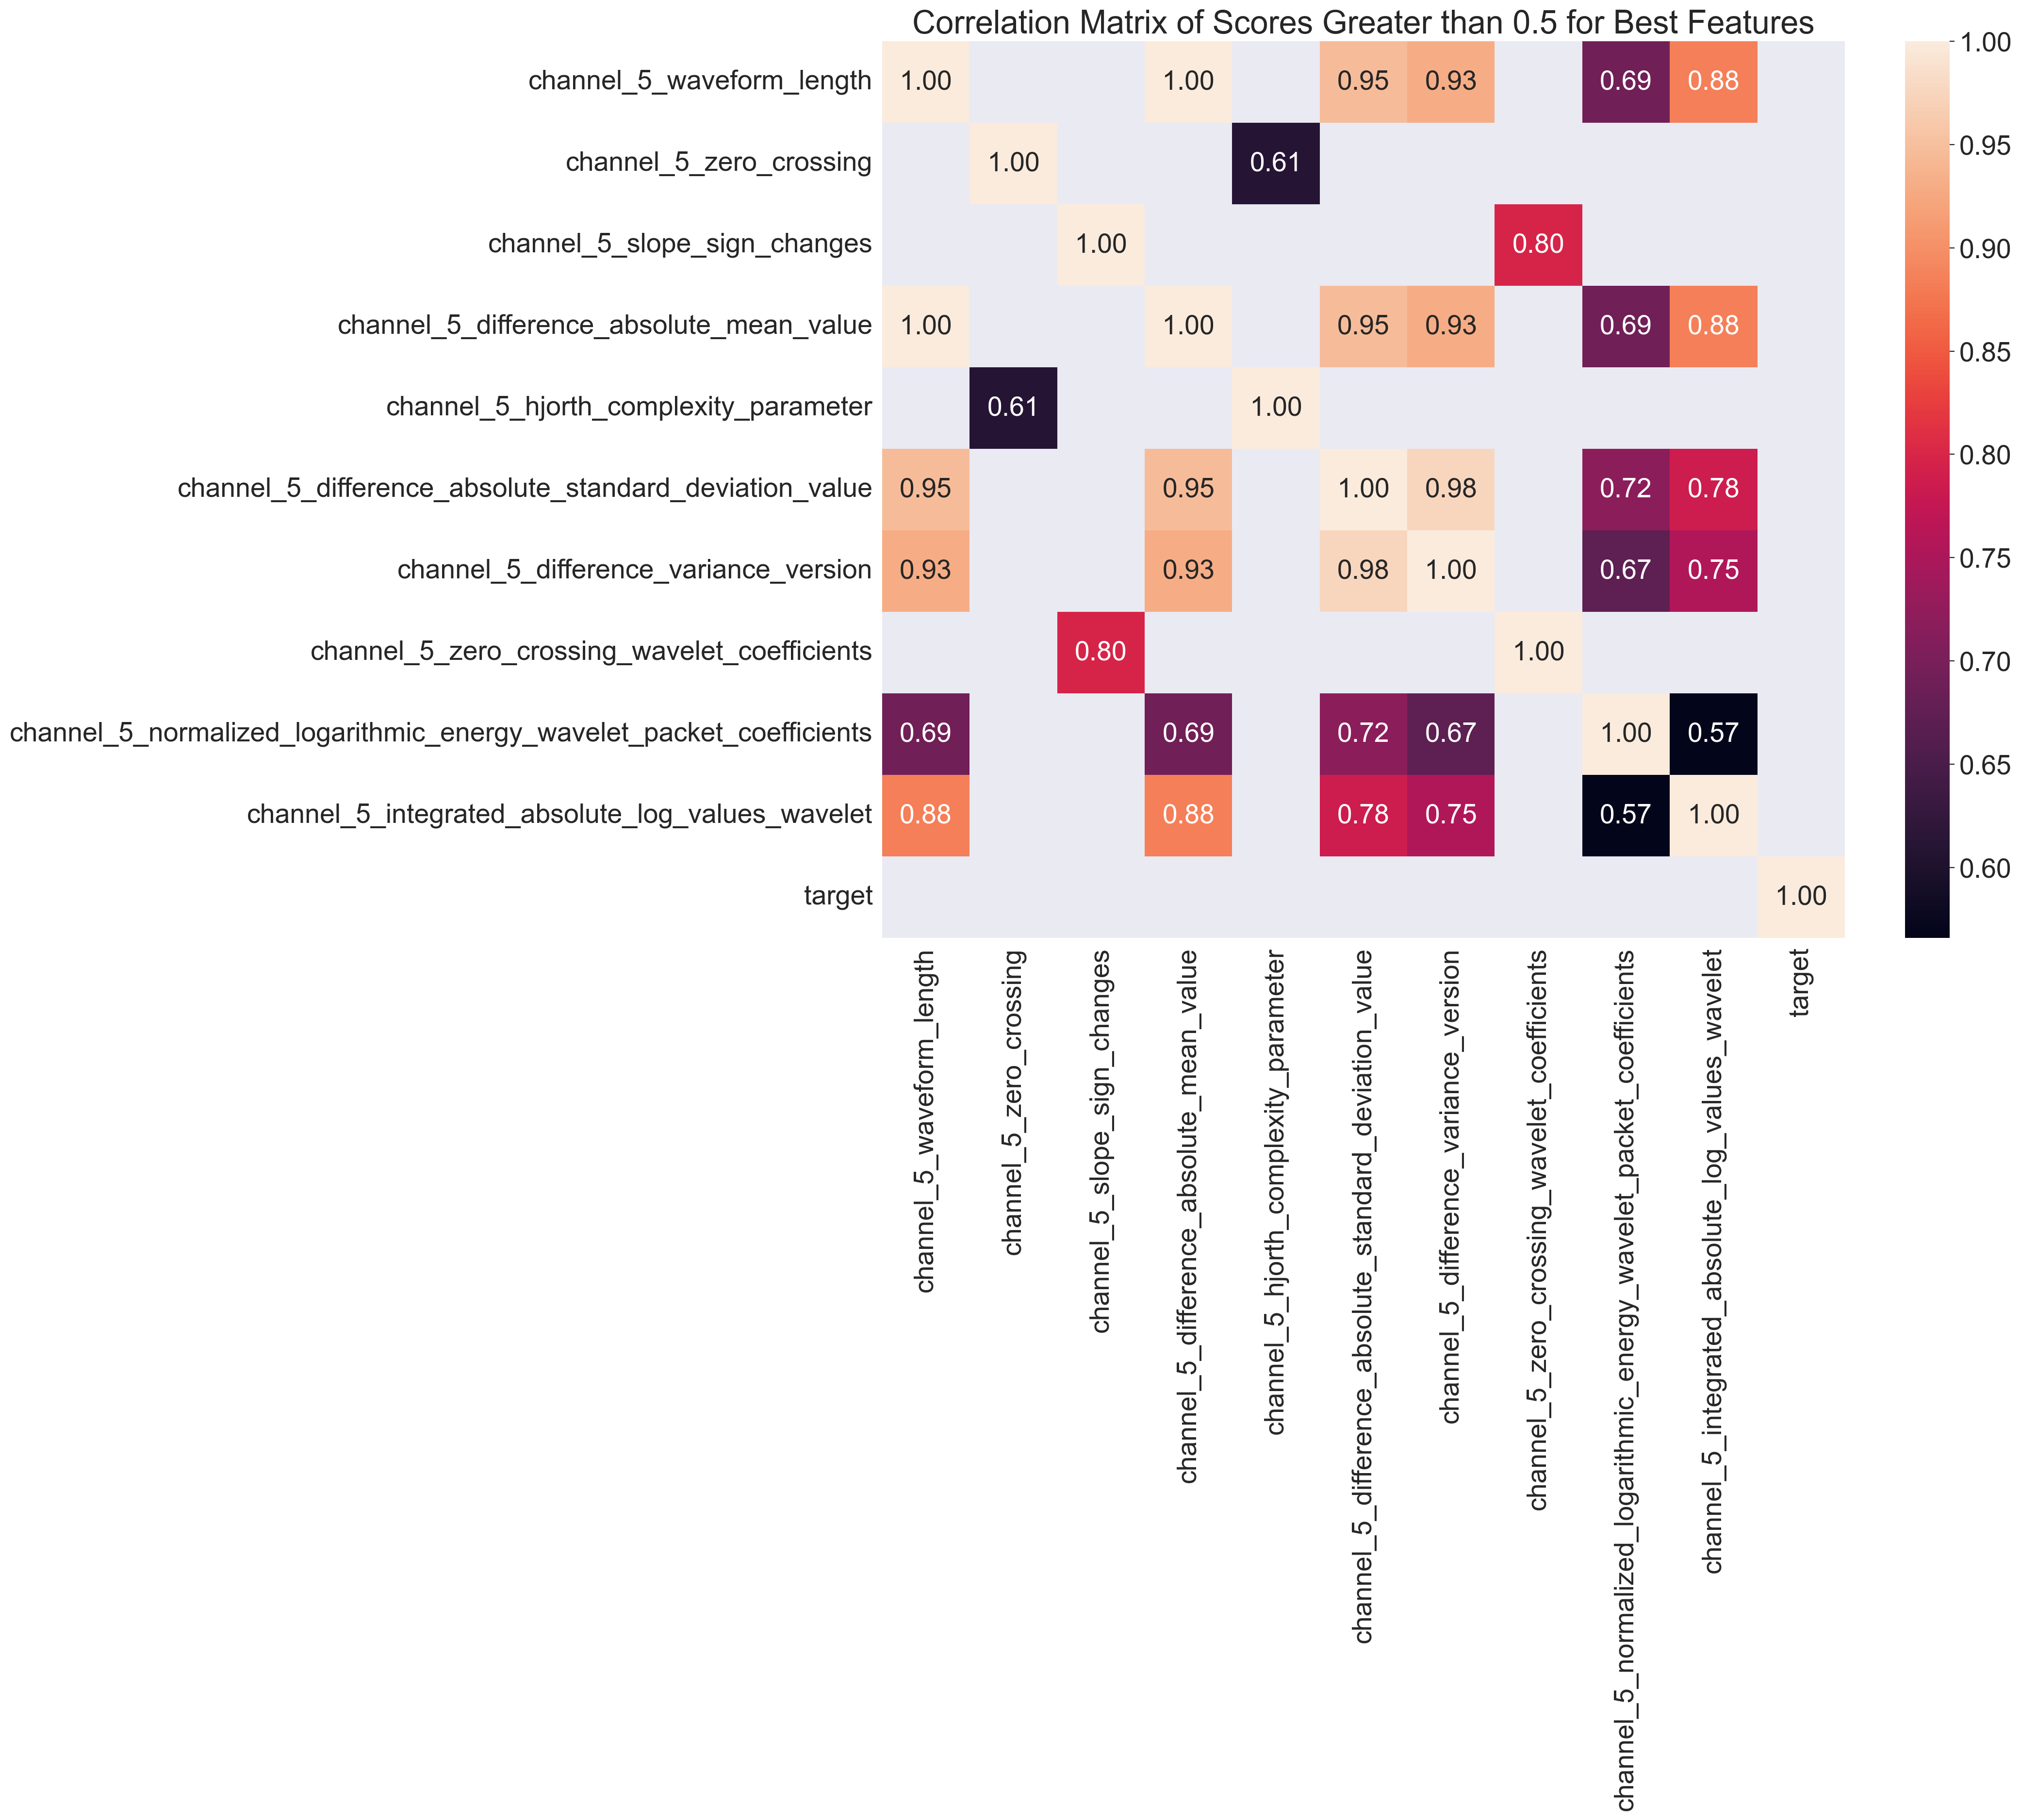 Correlation Matrix of Scores Greater than 0.5 for Best Features
channel_5_waveform_length 1.00 1.00 0.95 0.93 0.69 0.88
channel_5_zero_crossing 1.00 0.61
channel_5_slope_sign_changes 1.00 0.80
channel_5_difference_absolute_mean_value 1.00 1.00 0.95 0.93 0.69 0.88
channel_5_hjorth_complexity_parameter 0.61 1.00
channel_5_difference_absolute_standard_deviation_value 0.95 0.95 1.00 0.98 0.72 0.78
channel_5_difference_variance_version 0.93 0.93 0.98 1.00 0.67 0.75
channel_5_zero_crossing_wavelet_coefficients 0.80 1.00
channel_5_normalized_logarithmic_energy_wavelet_packet_coefficients 0.69 0.69 0.72 0.67 1.00 0.57
channel_5_integrated_absolute_log_values_wavelet 0.88 0.88 0.78 0.75 0.57 1.00
target 1.00
channel_5_waveform_length
channel_5_zero_crossing
channel_5_slope_sign_changes
channel_5_difference_absolute_mean_value
channel_5_hjorth_complexity_parameter
channel_5_difference_absolute_standard_deviation_value
channel_5_difference_variance_version
channel_5_zero_crossing_wavelet_coefficients
channel_5_normalized_logarithmic_energy_wavelet_packet_coefficients
channel_5_integrated_absolute_log_values_wavelet
target
1.00
0.95
0.90
0.85
0.80
0.75
0.70
0.65
0.60